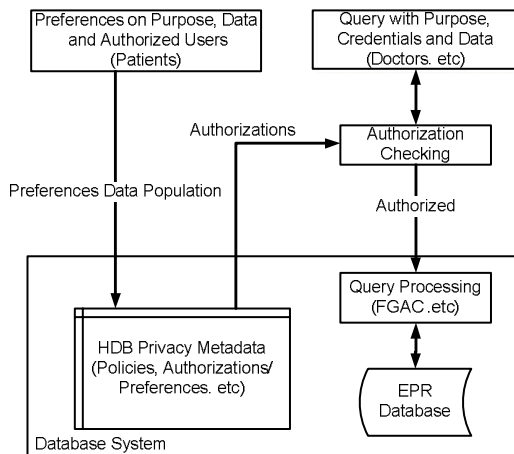 Preferences on Purpose, Data
and Authorized Users
(Patients)
Query with Purpose,
Credentials and Data
(Doctors. etc)
Authorizations
Authorization
Checking
Preferences Data Population
Authorized
Query Processing
(FGAC .etc)
HDB Privacy Metadata
(Policies, Authorizations/
Preferences. etc)
EPR
Database
Database System